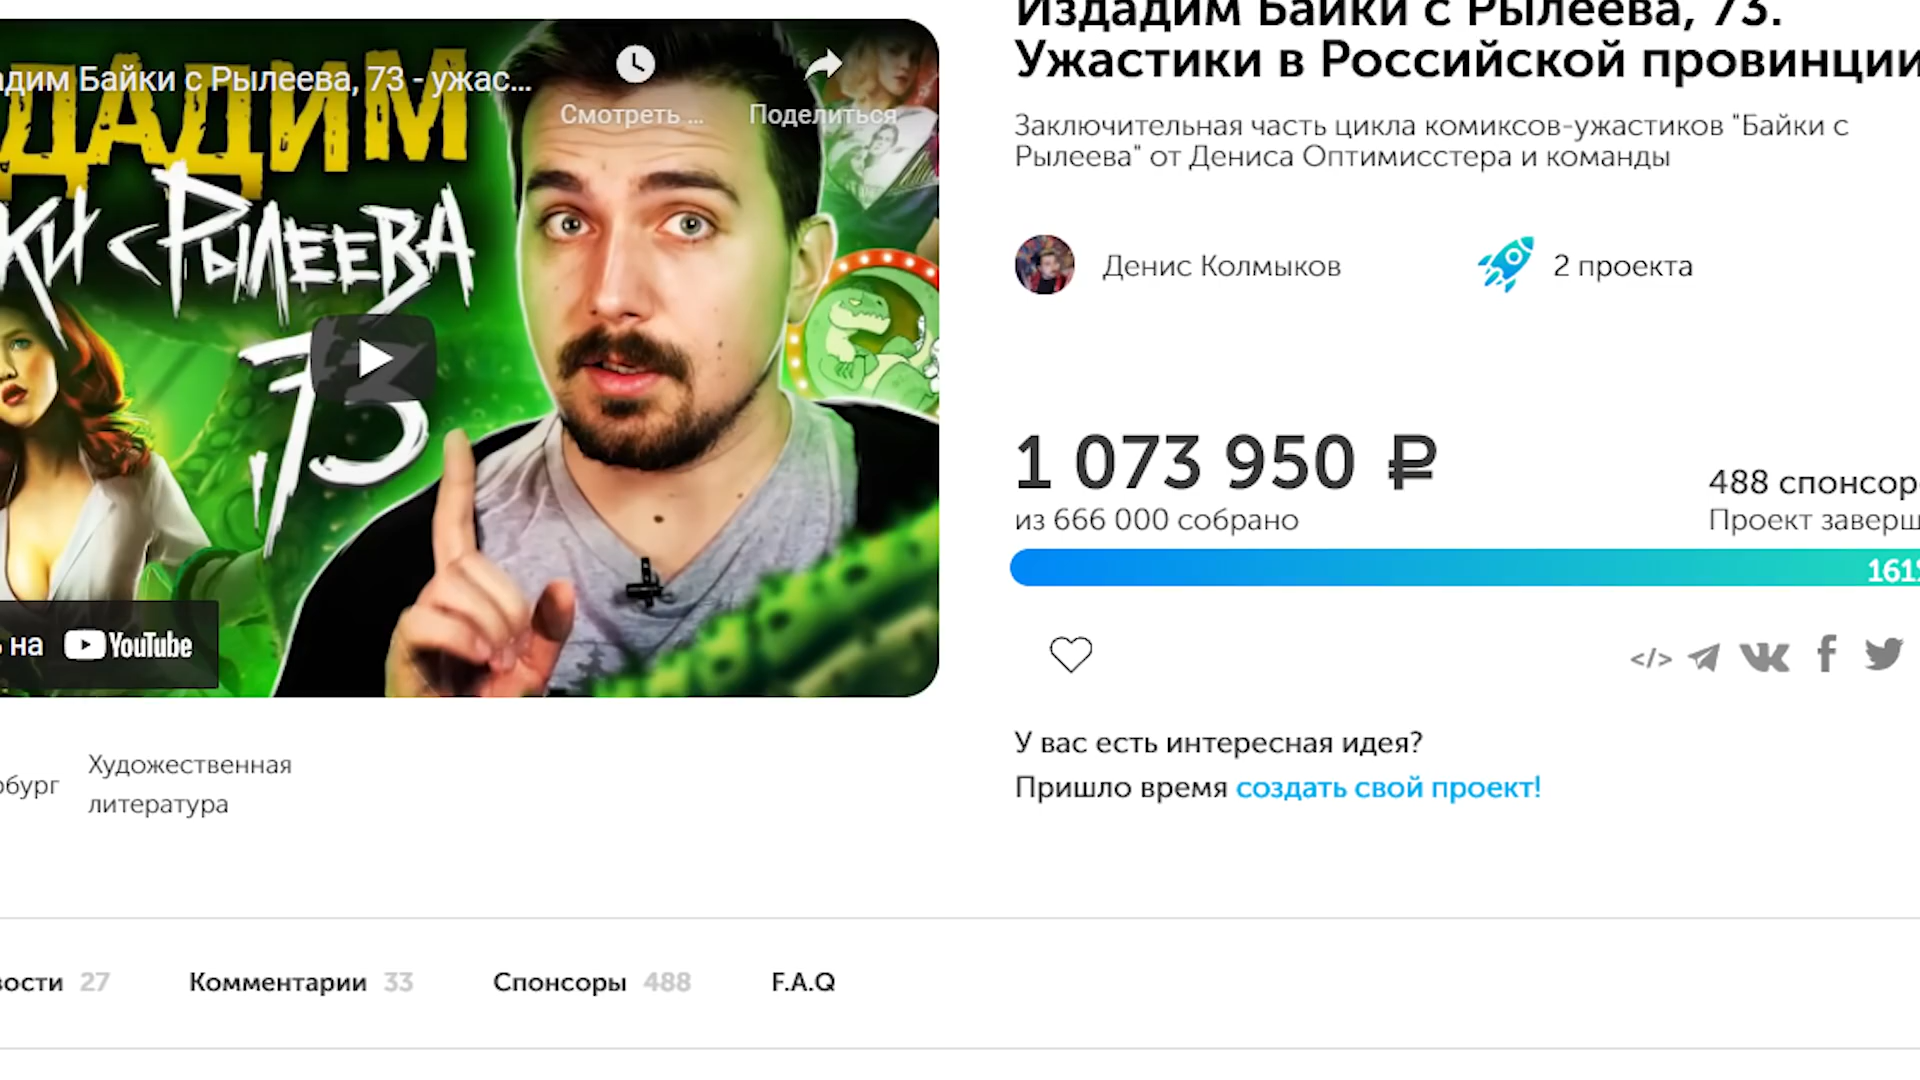 Издадим Байки с Рылеева, 73.
Ужастики в Российской провинции
Заключительная часть цикла комиксов-ужастиков "Байки с
Рылеева" от Дениса Оптимисстера и команды
Денис Колмыков
2 проекта
1 073 950 ₽
из 666 000 собрано
488 спонсор
Проект заверш
161%
У вас есть интересная идея?
Пришло время создать свой проект!
адим Байки с Рылеева, 73 - ужас...
Смотреть ...
Поделиться
ДАДИМ
КИ с РЫЛЕЕВА
,73
на YouTube
бург
Художественная
литература
вости 27
Комментарии 33
Спонсоры 488
F.A.Q